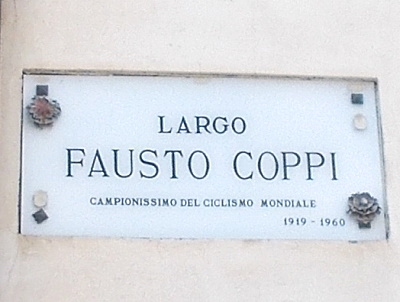 LARGO
FAUSTO COPPI
CAMPIONISSIMO DEL CICLISMO MONDIALE
1919 - 1960